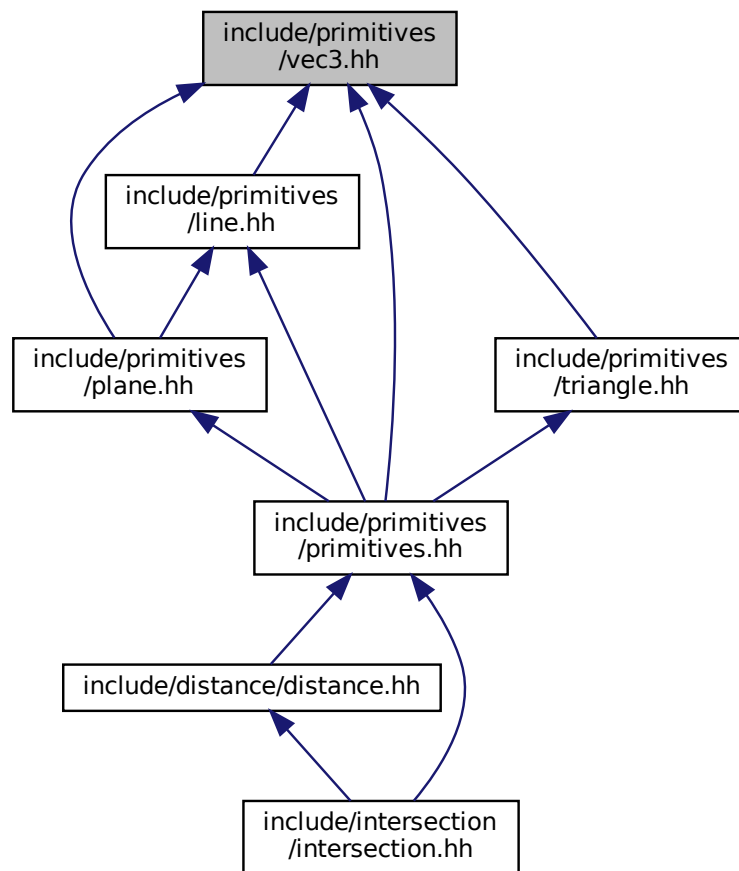 include/primitives
/vec3.hh
include/primitives
/line.hh
include/primitives
/plane.hh
include/primitives
/triangle.hh
include/primitives
/primitives.hh
include/distance/distance.hh
include/intersection
/intersection.hh